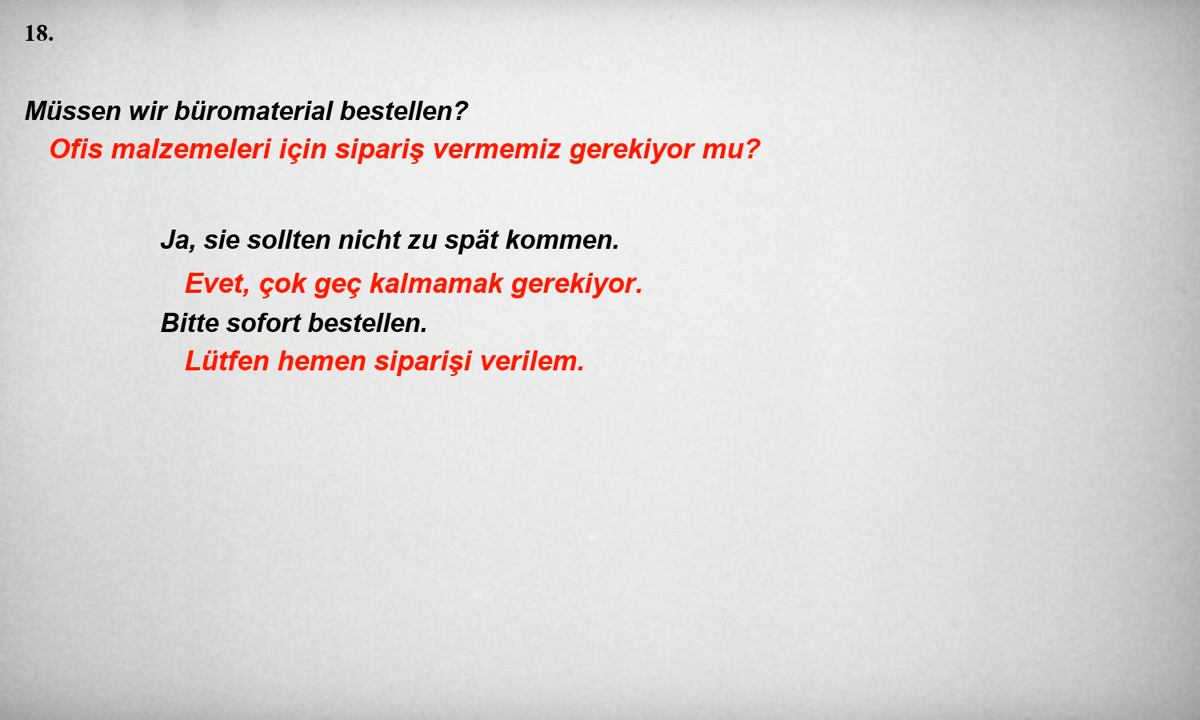 18.
Müssen wir büromaterial bestellen?
Ofis malzemeleri için sipariş vermemiz gerekiyor mu?
Ja, sie sollten nicht zu spät kommen.
Evet, çok geç kalmamak gerekiyor.
Bitte sofort bestellen.
Lütfen hemen siparişi verilem.